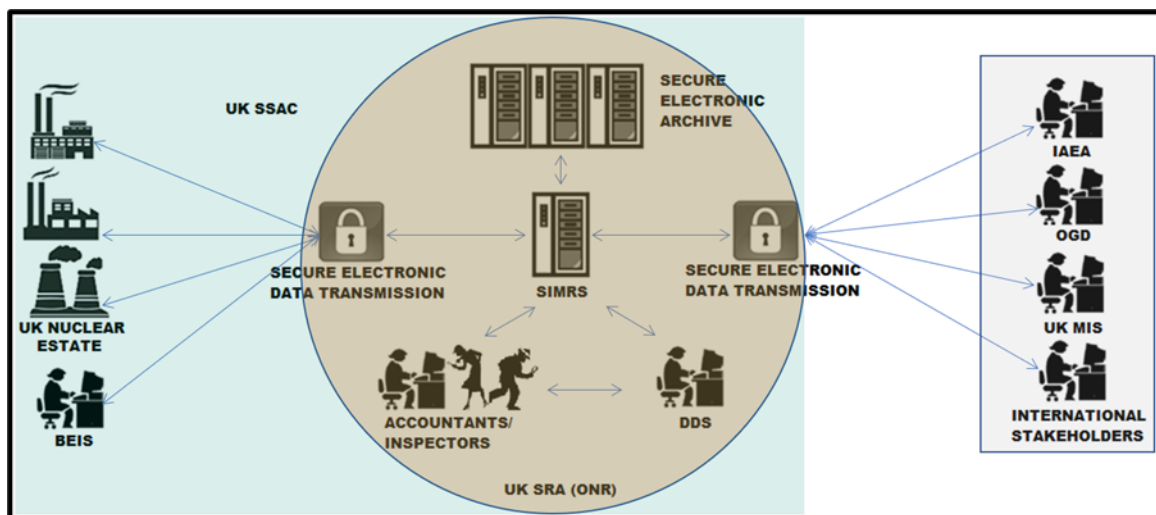 UK SSAC
SECURE
ELECTRONIC
ARCHIVE
IAEA
OGD
SECURE ELECTRONIC
DATA TRANSMISSION
SIMRS
SECURE ELECTRONIC
DATA TRANSMISSION
UK NUCLEAR
ESTATE
UK MIS
BEIS
ACCOUNTANTS/
INSPECTORS
DDS
INTERNATIONAL
STAKEHOLDERS
UK SRA (ONR)